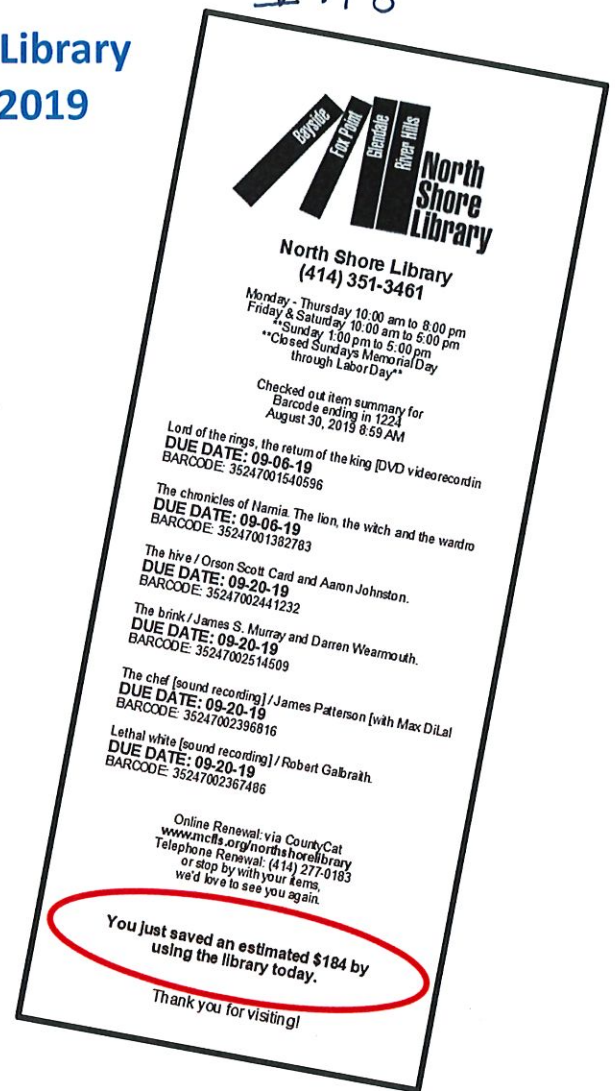 Library
2019
Bayside
Fox Point
Glendale
River Hills
North
Shore
Library
North Shore Library
(414) 351-3461
Monday - Thursday 10:00 am to 8:00 pm
Friday & Saturday 10:00 am to 5:00 pm
**Sunday 1:00 pm to 5:00 pm
**Closed Sundays Memorial Day
through Labor Day**
Checked out item summary for
Barcode ending in 1224
August 30, 2019 8:59 AM
Lord of the rings, the return of the king [DVD videorecordin
DUE DATE: 09-06-19
BARCODE: 35247001540596
The chronicles of Narnia. The lion, the witch and the wardro
DUE DATE: 09-06-19
BARCODE: 35247001382783
The hive / Orson Scott Card and Aaron Johnston.
DUE DATE: 09-20-19
BARCODE: 35247002441232
The brink / James S. Murray and Darren Wearmouth.
DUE DATE: 09-20-19
BARCODE: 35247002514509
The chef [sound recording] / James Patterson [with Max DiLal
DUE DATE: 09-20-19
BARCODE: 35247002396816
Lethal white [sound recording] / Robert Galbraith.
DUE DATE: 09-20-19
BARCODE: 35247002367486
Online Renewal: via CountyCat
www.mcfls.org/northshorelibrary
Telephone Renewal: (414) 277-0183
or stop by with your items,
we'd love to see you again.
You just saved an estimated $184 by
using the library today.
Thank you for visiting!